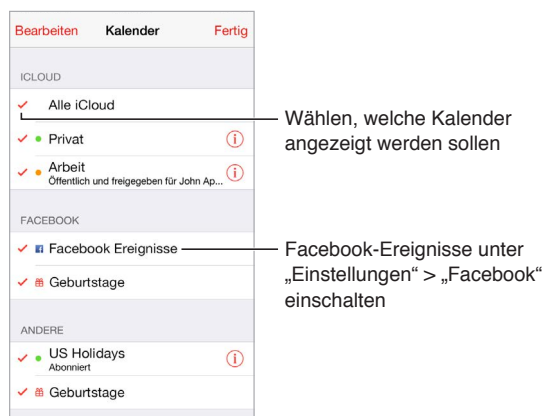 Bearbeiten Kalender Fertig
ICLOUD
Alle iCloud
Privat
Arbeit
Öffentlich und freigegeben für John Ap...
FACEBOOK
Facebook Ereignisse
Geburtstage
ANDERE
US Holidays
Abonniert
Geburtstage
Wählen, welche Kalender
angezeigt werden sollen
Facebook-Ereignisse unter
„Einstellungen“ > „Facebook“
einschalten